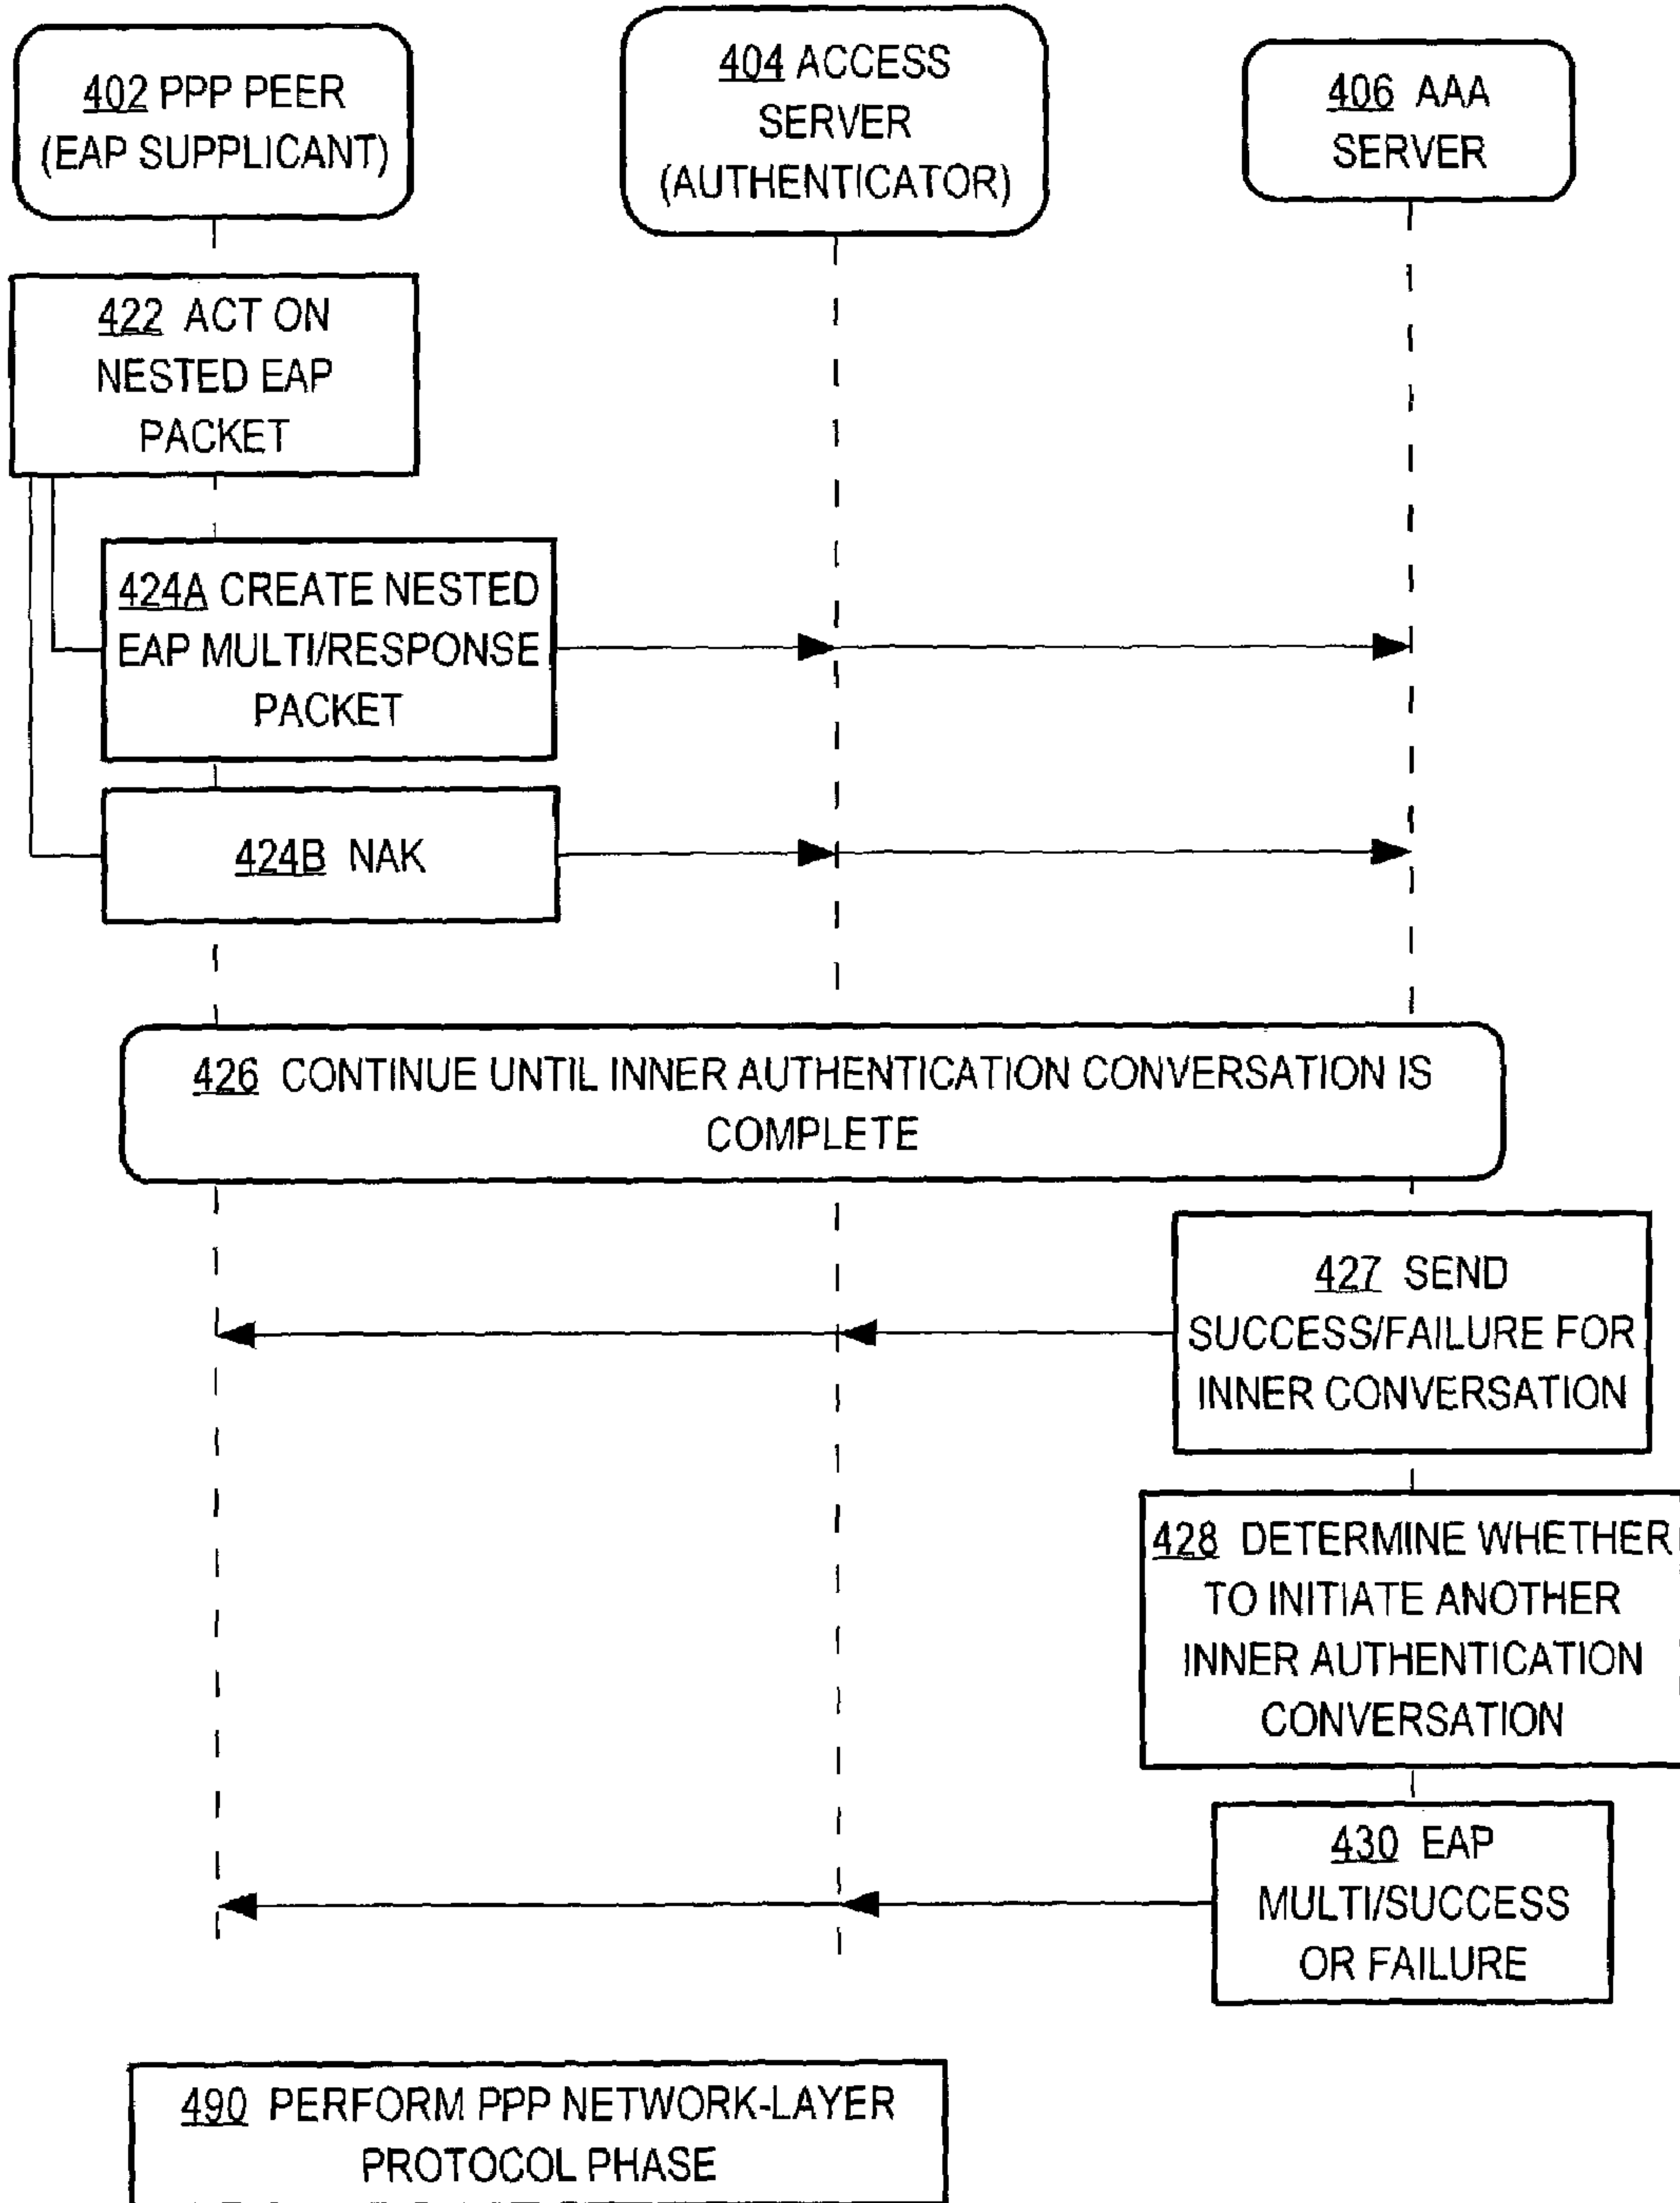 402 PPP PEER
(EAP SUPPLICANT)
404 ACCESS
SERVER
(AUTHENTICATOR)
406 AAA
SERVER
422 ACT ON
NESTED EAP
PACKET
424A CREATE NESTED
EAP MULTI/RESPONSE
PACKET
424B NAK
426 CONTINUE UNTIL INNER AUTHENTICATION CONVERSATION IS
COMPLETE
427 SEND
SUCCESS/FAILURE FOR
INNER CONVERSATION
428 DETERMINE WHETHER
TO INITIATE ANOTHER
INNER AUTHENTICATION
CONVERSATION
430 EAP
MULTI/SUCCESS
OR FAILURE
490 PERFORM PPP NETWORK-LAYER
PROTOCOL PHASE